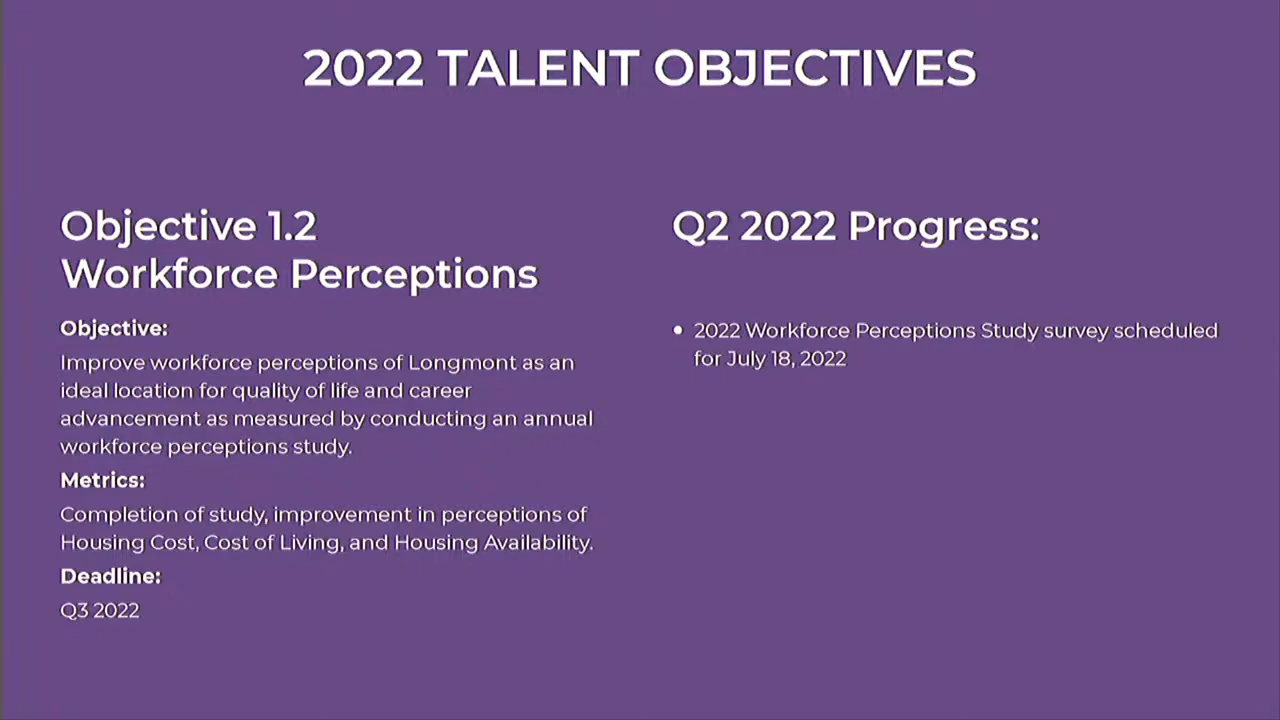 2022 TALENT OBJECTIVES
Objective 1.2
Workforce Perceptions
Objective:
Improve workforce perceptions of Longmont as an
ideal location for quality of life and career
advancement as measured by conducting an annual
workforce perceptions study.
Metrics:
Completion of study, improvement in perceptions of
Housing Cost, Cost of Living, and Housing Availability.
Deadline:
Q3 2022
Q2 2022 Progress:
• 2022 Workforce Perceptions Study survey scheduled
for July 18, 2022